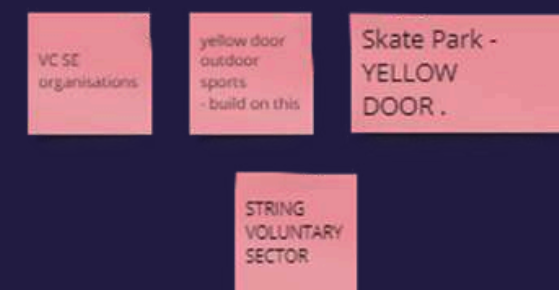 VC SE
organisations
yellow door
outdoor
sports
- build on this
Skate Park -
YELLOW
DOOR .
STRING
VOLUNTARY
SECTOR